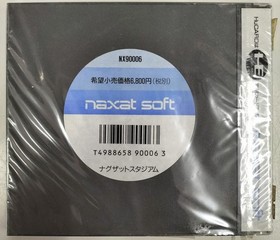 NX90006
希望小売価格6,800円(税別)
naxat soft
T4988658 90006 3
ナグザットスタジアム
HuCARD